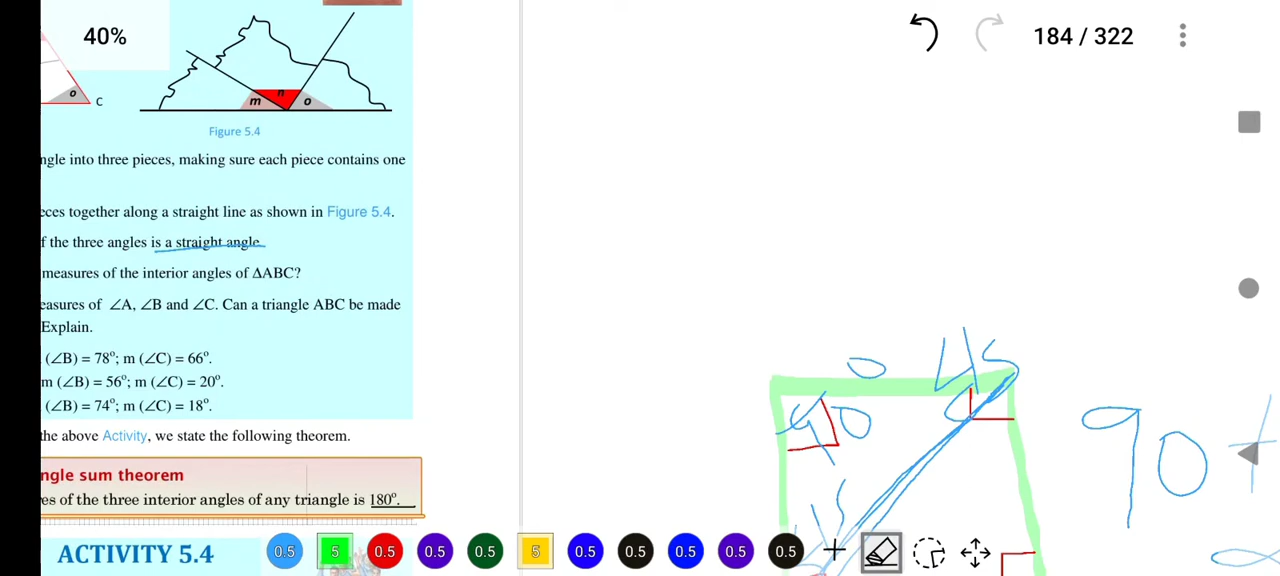 40%
184 / 322
o
C
m
n
o
Figure 5.4
ngle into three pieces, making sure each piece contains one
eces together along a straight line as shown in Figure 5.4.
f the three angles is a straight angle.
measures of the interior angles of ΔABC?
easures of ∠A, ∠B and ∠C. Can a triangle ABC be made
Explain.
(∠B) = 78°; m (∠C) = 66°.
m (∠B) = 56°; m (∠C) = 20°.
(∠B) = 74°; m (∠C) = 18°.
the above Activity, we state the following theorem.
ngle sum theorem
es of the three interior angles of any triangle is 180°.
ACTIVITY 5.4
0 45
90
90 +
0.5 5 0.5 0.5 0.5 5 0.5 0.5 0.5 0.5 0.5